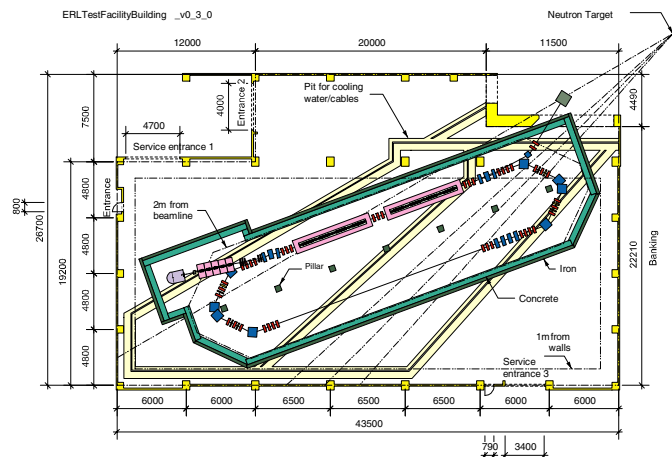 ERLTestFacilityBuilding _v0_3_0
Neutron Target
12000
20000
11500
Pit for cooling
water/cables
4490
7500
4700
4000
Entrance 2
Service entrance 1
Entrance
800
26700
19200
4800
4800
4800
4800
2m from
beamline
Pillar
Iron
Concrete
Banking
22210
1m from
walls
Service
entrance 3
6000
6000
6500
6500
6500
6000
6000
43500
790
3400